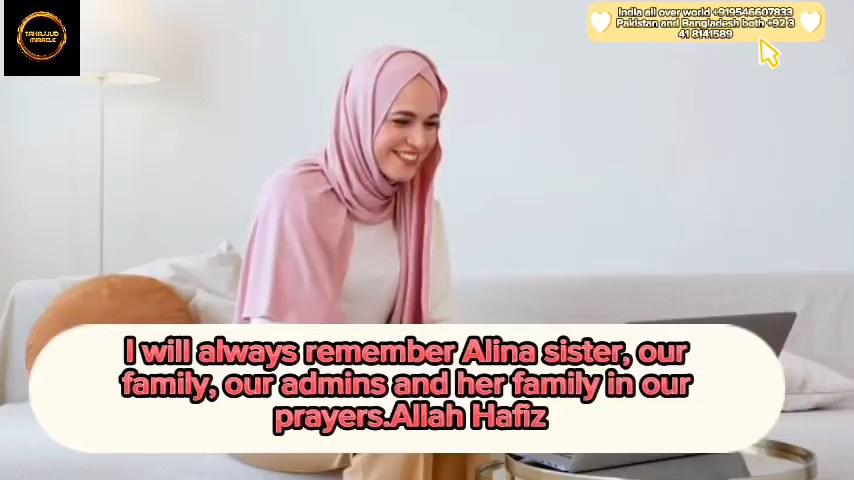 TAHAJJUD
MIRACLE
India all over world +919546607833
Pakistan and Bangladesh both +92 3
41 8141589
I will always remember Alina sister, our
family, our admins and her family in our
prayers.Allah Hafiz